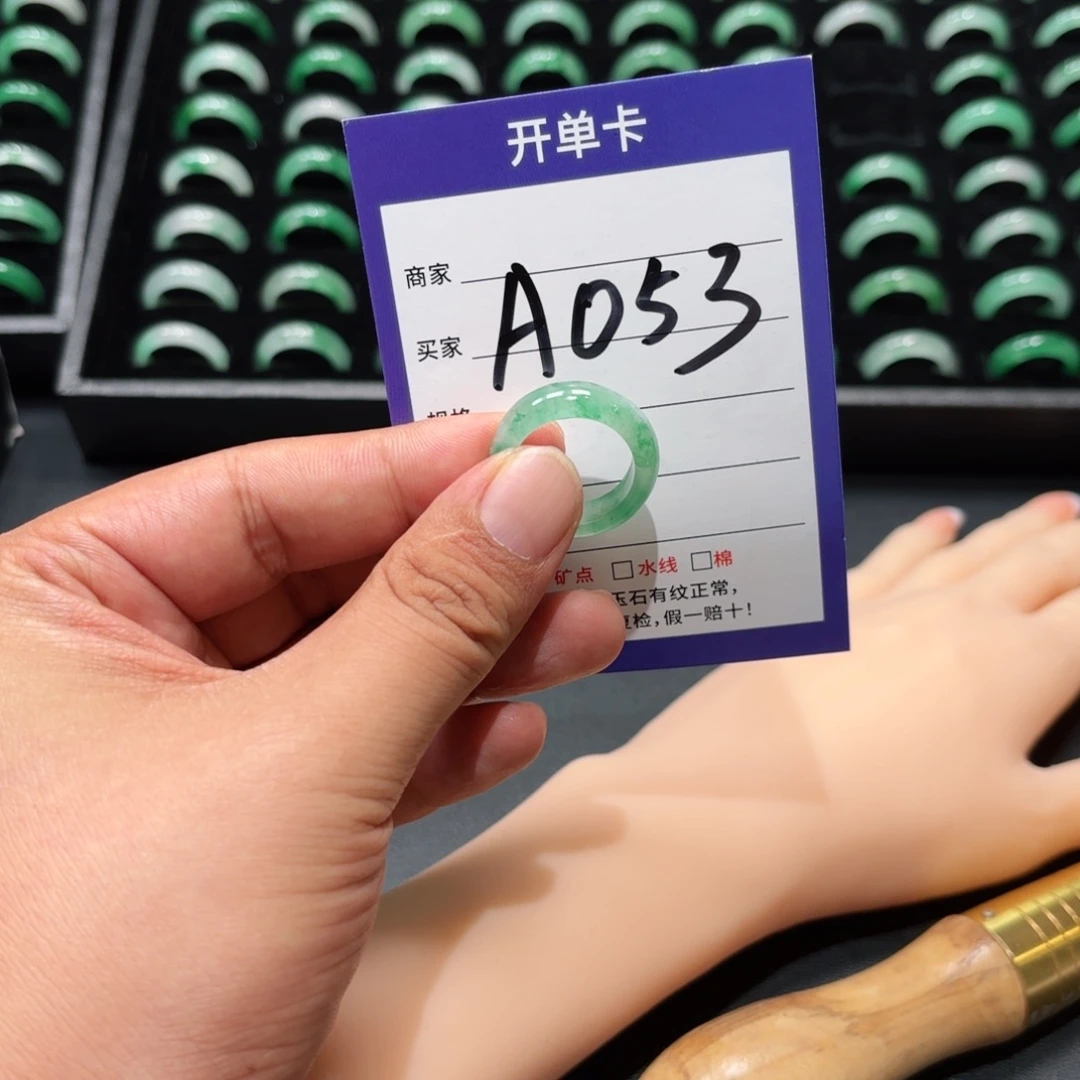 开单卡
商家
A053
买家
矿点 □水线 □棉
玉石有纹正常，
复检，假一赔十！